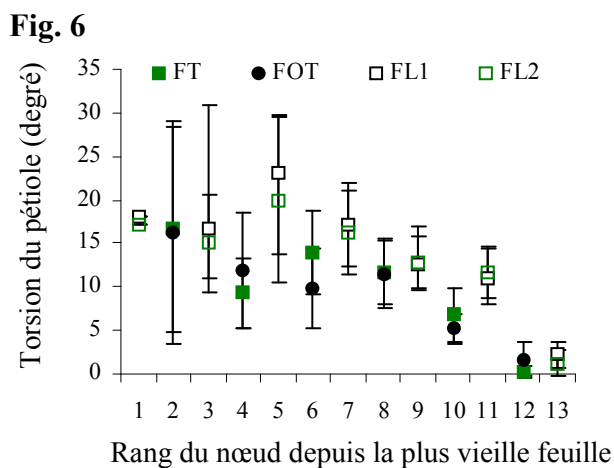 Fig. 6
FT FOT FL1 FL2
Torsion du pétiole (degré)
35
30
25
20
15
10
5
0
1 2 3 4 5 6 7 8 9 10 11 12 13
Rang du nœud depuis la plus vieille feuille